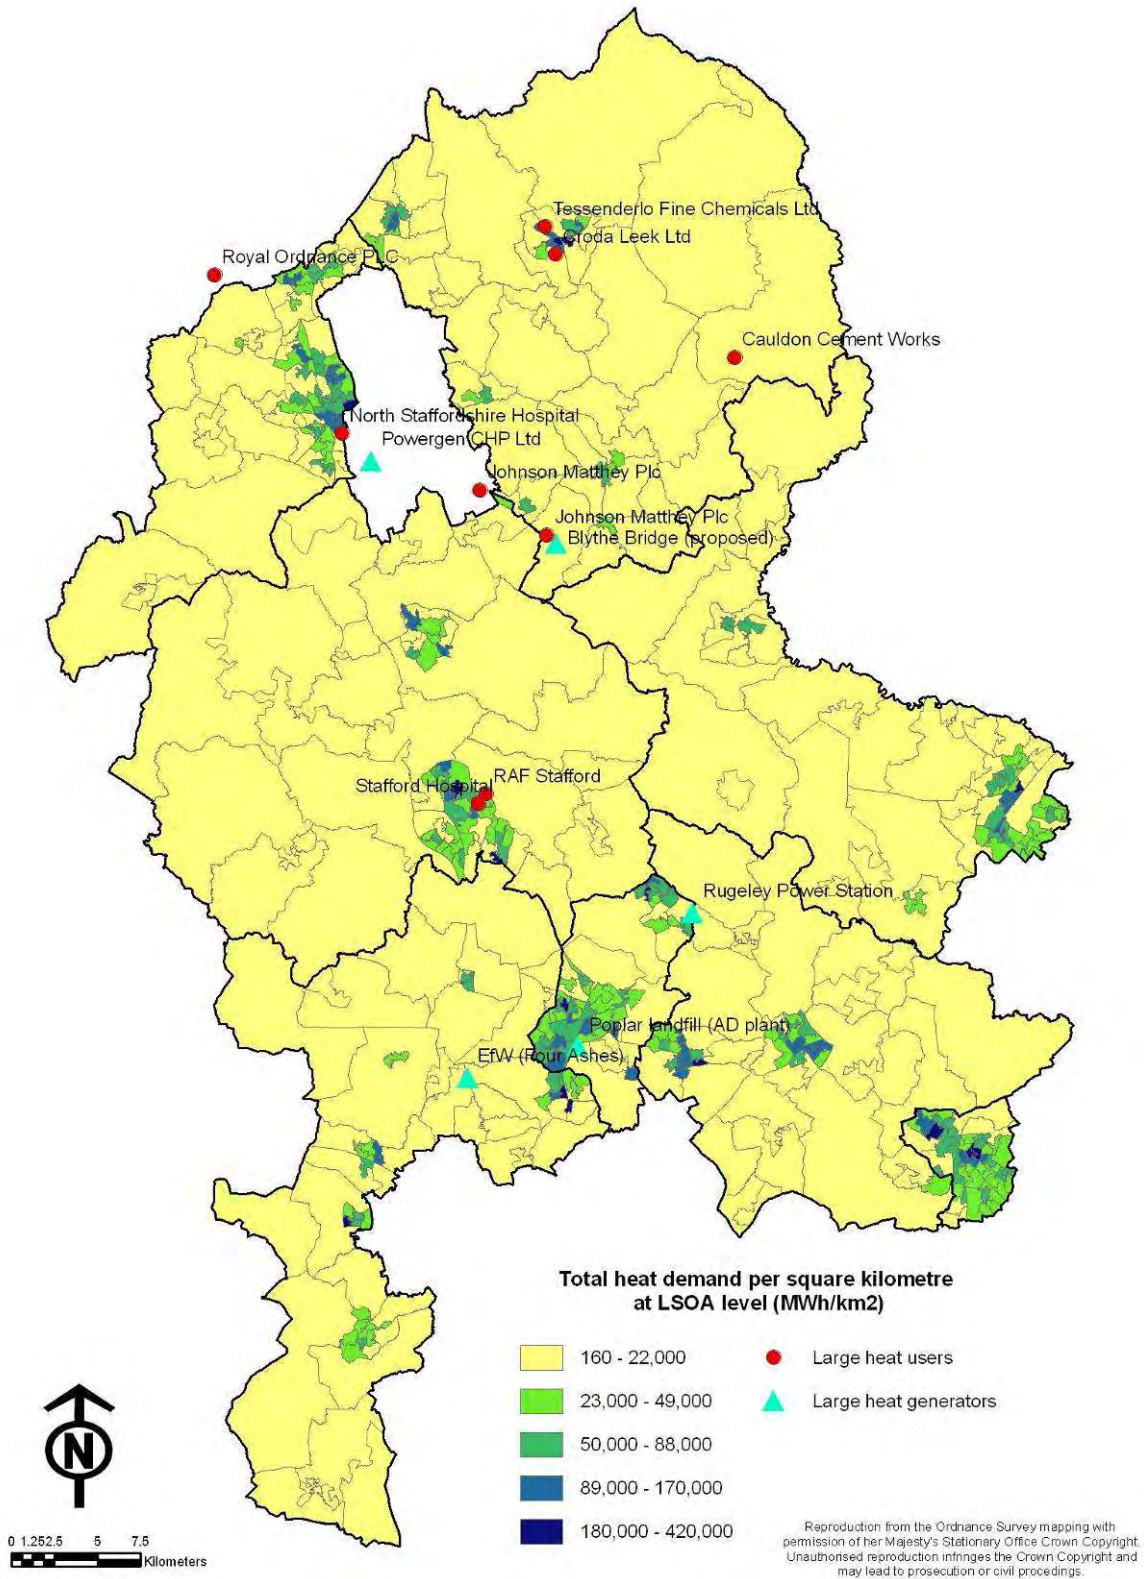 Tessenderlo Fine Chemicals Ltd
Croda Leek Ltd
Royal Ordnance PLC
Cauldon Cement Works
North Staffordshire Hospital
Powergen CHP Ltd
Johnson Matthey Plc
Johnson Matthey Plc
Blythe Bridge (proposed)
RAF Stafford
Stafford Hospital
Rugeley Power Station
Poplar landfill (AD plant)
EfW (Four Ashes)
Total heat demand per square kilometre
at LSOA level (MWh/km2)
160 - 22,000
23,000 - 49,000
50,000 - 88,000
89,000 - 170,000
180,000 - 420,000
Large heat users
Large heat generators
N
0 1.252.5 5 7.5
Kilometers
Reproduction from the Ordnance Survey mapping with
permission of her Majesty's Stationary Office Crown Copyright.
Unauthorised reproduction infringes the Crown Copyright and
may lead to prosecution or civil procedings.